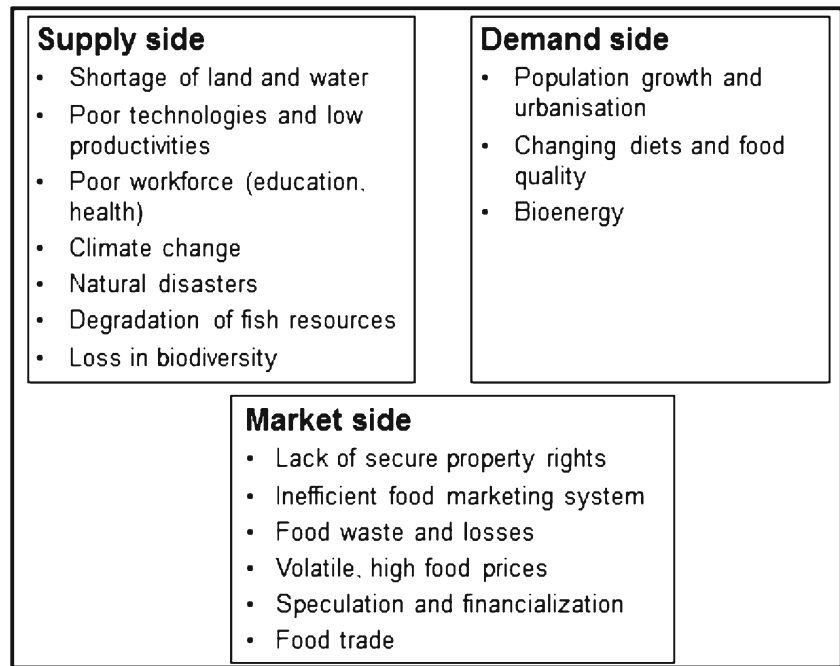 Supply side
• Shortage of land and water
• Poor technologies and low
productivities
• Poor workforce (education,
health)
• Climate change
• Natural disasters
• Degradation of fish resources
• Loss in biodiversity
Demand side
• Population growth and
urbanisation
• Changing diets and food
quality
• Bioenergy
Market side
• Lack of secure property rights
• Inefficient food marketing system
• Food waste and losses
• Volatile, high food prices
• Speculation and financialization
• Food trade